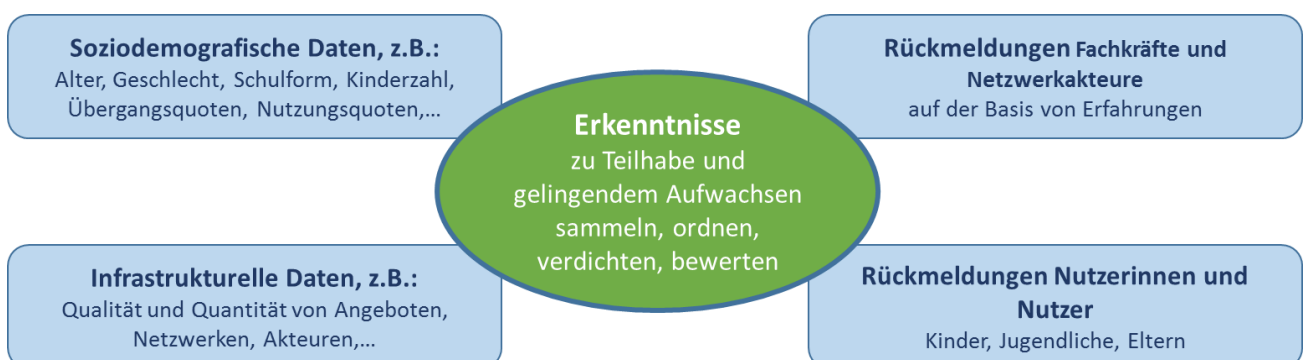 Soziodemografische Daten, z.B.:
Alter, Geschlecht, Schulform, Kinderzahl,
Übergangsquoten, Nutzungsquoten,…
Rückmeldungen Fachkräfte und
Netzwerkakteure
auf der Basis von Erfahrungen
Erkenntnisse
zu Teilhabe und
gelingendem Aufwachsen
sammeln, ordnen,
verdichten, bewerten
Infrastrukturelle Daten, z.B.:
Qualität und Quantität von Angeboten,
Netzwerken, Akteuren,…
Rückmeldungen Nutzerinnen und
Nutzer
Kinder, Jugendliche, Eltern